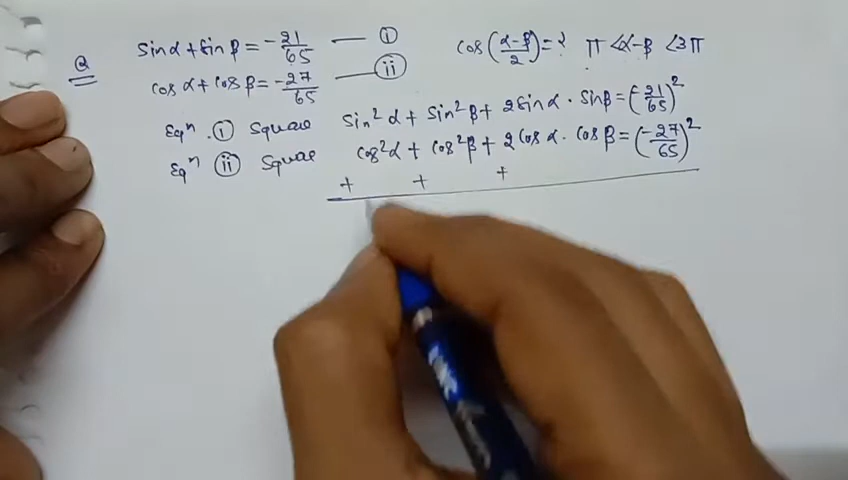 Q sinα + sinβ = -21/65 — (i) cos(α-β/2) = ? π < α-β < 3π
cosα + cosβ = -27/65 — (ii)
Eqⁿ (i) Square sin²α + sin²β + 2sinα · sinβ = (-21/65)²
Eqⁿ (ii) Square cos²α + cos²β + 2cosα · cosβ = (-27/65)²
+ + +